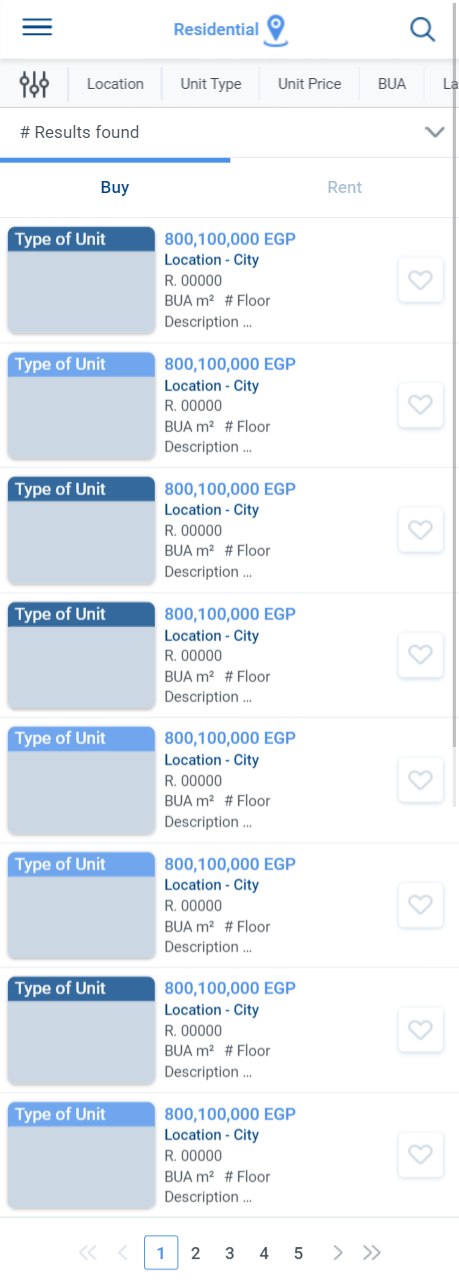 Residential
Location Unit Type Unit Price BUA La
# Results found
Buy Rent
Type of Unit
800,100,000 EGP
Location - City
R. 00000
BUA m² # Floor
Description ...
Type of Unit
800,100,000 EGP
Location - City
R. 00000
BUA m² # Floor
Description ...
Type of Unit
800,100,000 EGP
Location - City
R. 00000
BUA m² # Floor
Description ...
Type of Unit
800,100,000 EGP
Location - City
R. 00000
BUA m² # Floor
Description ...
Type of Unit
800,100,000 EGP
Location - City
R. 00000
BUA m² # Floor
Description ...
Type of Unit
800,100,000 EGP
Location - City
R. 00000
BUA m² # Floor
Description ...
Type of Unit
800,100,000 EGP
Location - City
R. 00000
BUA m² # Floor
Description ...
Type of Unit
800,100,000 EGP
Location - City
R. 00000
BUA m² # Floor
Description ...
1 2 3 4 5